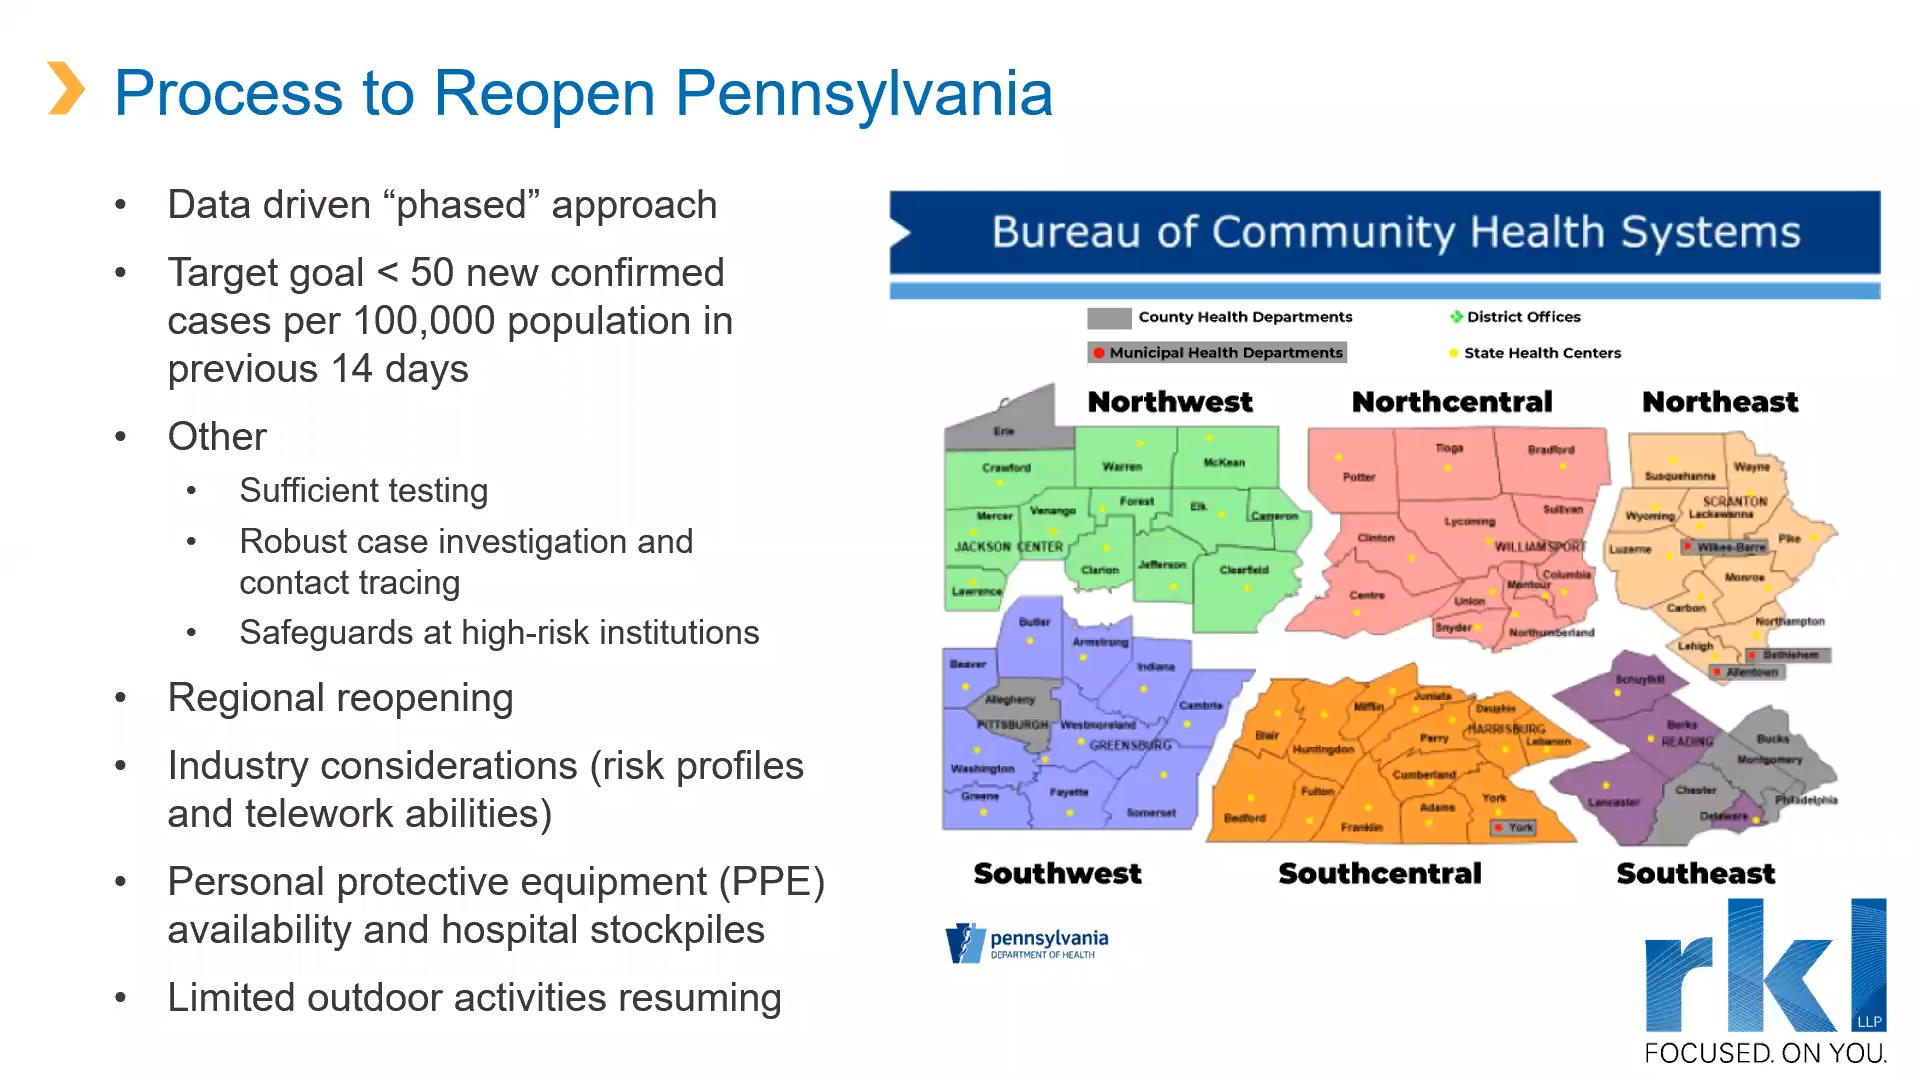 Process to Reopen Pennsylvania
• Data driven “phased” approach
• Target goal < 50 new confirmed
cases per 100,000 population in
previous 14 days
• Other
• Sufficient testing
• Robust case investigation and
contact tracing
• Safeguards at high-risk institutions
• Regional reopening
• Industry considerations (risk profiles
and telework abilities)
• Personal protective equipment (PPE)
availability and hospital stockpiles
• Limited outdoor activities resuming
Bureau of Community Health Systems
County Health Departments
District Offices
Municipal Health Departments
State Health Centers
Northwest
Erie
Crawford
Warren
McKean
Mercer
Venango
Forest
Elk
Cameron
JACKSON CENTER
Clarion
Jefferson
Clearfield
Lawrence
Northcentral
Potter
Tioga
Bradford
Sullivan
Lycoming
Clinton
WILLIAMSPORT
Columbia
Montour
Centre
Union
Snyder
Northumberland
Northeast
Susquehanna
Wayne
SCRANTON
Wyoming
Lackawanna
Luzerne
Wilkes-Barre
Pike
Monroe
Carbon
Northampton
Lehigh
Bethlehem
Allentown
Butler
Armstrong
Beaver
Indiana
Allegheny
Cambria
PITTSBURGH
Westmoreland
GREENSBURG
Washington
Greene
Fayette
Somerset
Southwest
Mifflin
Juniata
Dauphin
HARRISBURG
Blair
Huntingdon
Perry
Lebanon
Cumberland
Fulton
Bedford
Franklin
Adams
York
York
Southcentral
Schuylkill
Berks
READING
Bucks
Montgomery
Lancaster
Chester
Philadelphia
Delaware
Southeast
pennsylvania
DEPARTMENT OF HEALTH
rkl
LLP
FOCUSED. ON YOU.